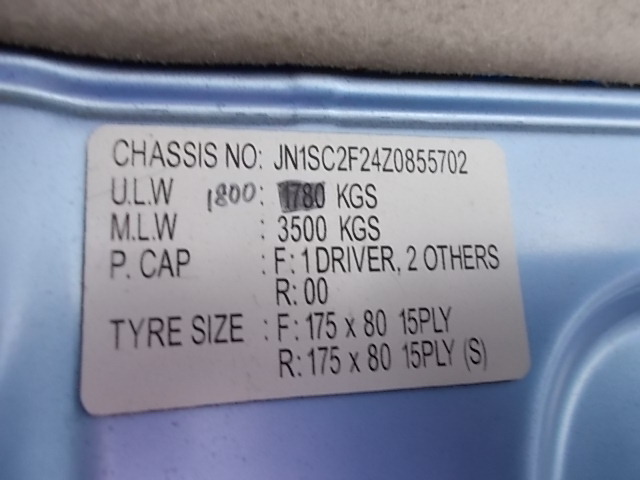 CHASSIS NO: JN1SC2F24Z0855702
U.L.W 1800: 1780 KGS
M.L.W : 3500 KGS
P. CAP : F: 1 DRIVER, 2 OTHERS
R: 00
TYRE SIZE : F: 175 x 80 15PLY
R: 175 x 80 15PLY (S)